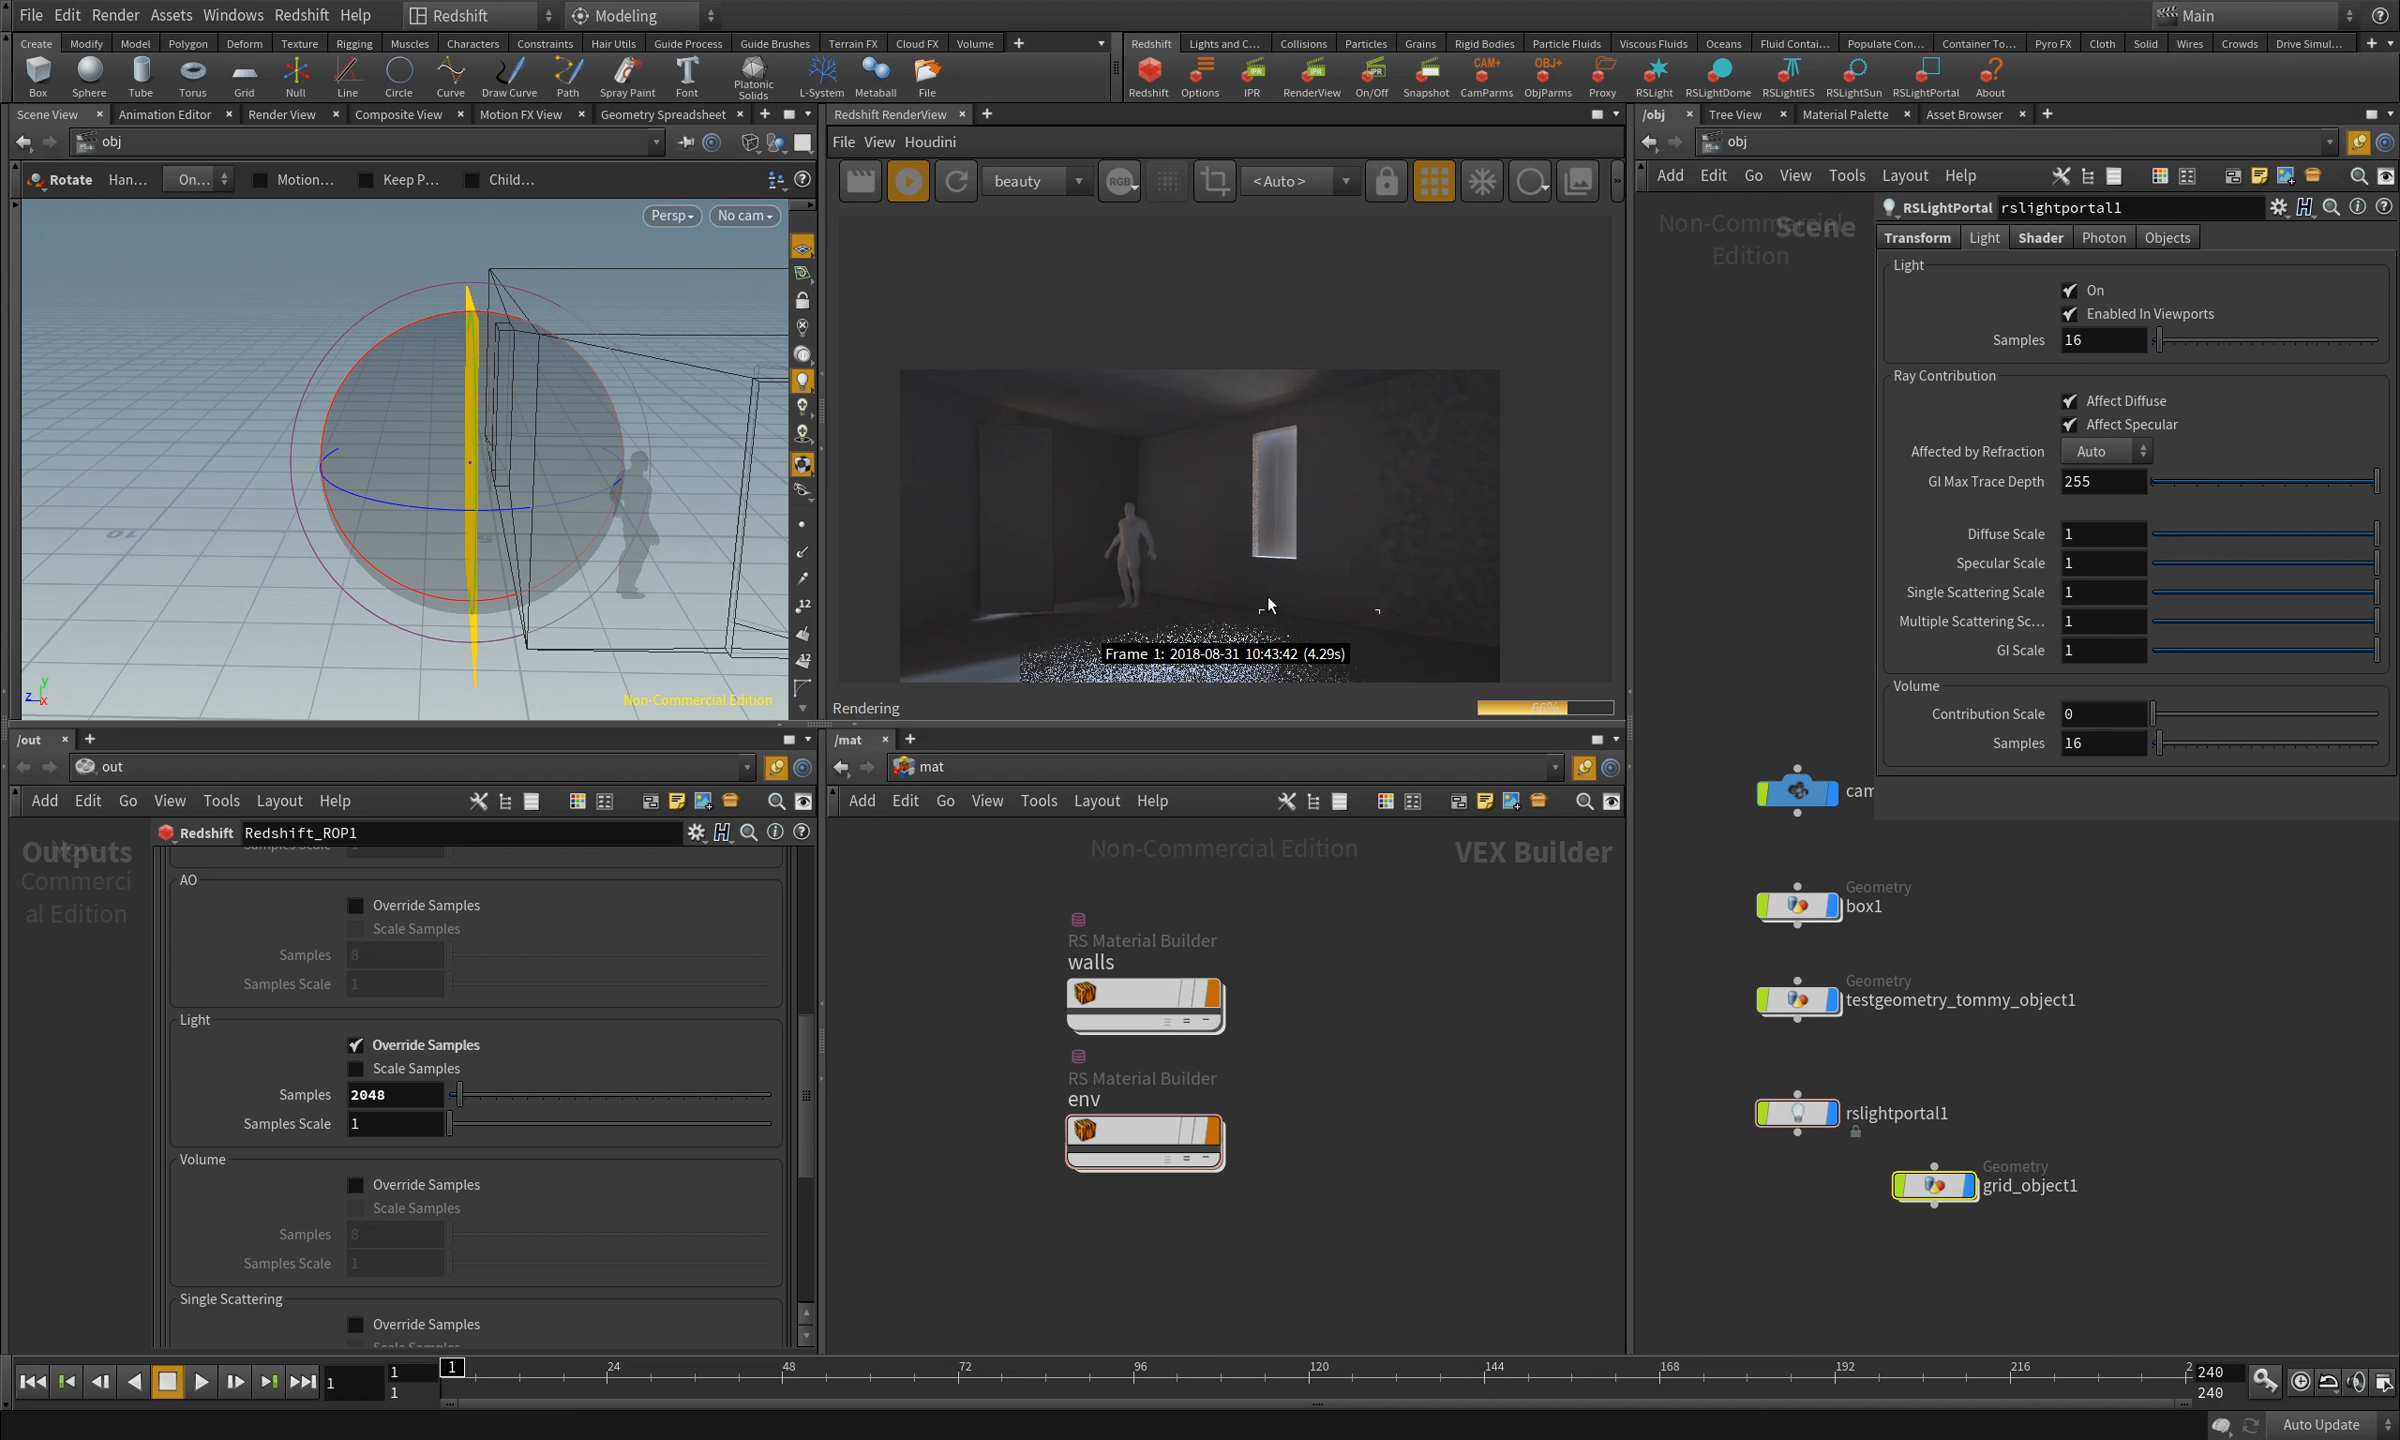 File Edit Render Assets Windows Redshift Help Redshift Modeling Main
Create Modify Model Polygon Deform Texture Rigging Muscles Characters Constraints Hair Utils Guide Process Guide Brushes Terrain FX Cloud FX Volume
Redshift Lights and C... Collisions Particles Grains Rigid Bodies Particle Fluids Viscous Fluids Oceans Fluid Contai... Populate Con... Container To... Pyro FX Cloth Solid Wires Crowds Drive Simul...
Box Sphere Tube Torus Grid Null Line Circle Curve Draw Curve Path Spray Paint Font Platonic Solids L-System Metaball File
Redshift Options IPR RenderView On/Off Snapshot CamParms ObjParms Proxy RSLight RSLightDome RSLightIES RSLightSun RSLightPortal About
Scene View Animation Editor Render View Composite View Motion FX View Geometry Spreadsheet
obj
Rotate Han... On... Motion... Keep P... Child...
Persp No cam
Non-Commercial Edition
Redshift RenderView
File View Houdini
beauty RGB <Auto>
Frame 1: 2018-08-31 10:43:42 (4.29s)
Rendering 66%
/obj Tree View Material Palette Asset Browser
obj
Add Edit Go View Tools Layout Help
Non-Commercial Edition
Scene
RSLightPortal rslightportal1
Transform Light Shader Photon Objects
Light
On
Enabled In Viewports
Samples 16
Ray Contribution
Affect Diffuse
Affect Specular
Affected by Refraction Auto
GI Max Trace Depth 255
Diffuse Scale 1
Specular Scale 1
Single Scattering Scale 1
Multiple Scattering Sc... 1
GI Scale 1
Volume
Contribution Scale 0
Samples 16
cam
Geometry
box1
Geometry
testgeometry_tommy_object1
rslightportal1
Geometry
grid_object1
/out
out
Add Edit Go View Tools Layout Help
Outputs
Non-
Commerci
al Edition
Redshift Redshift_ROP1
Samples Scale 1
AO
Override Samples
Scale Samples
Samples 8
Samples Scale 1
Light
Override Samples
Scale Samples
Samples 2048
Samples Scale 1
Volume
Override Samples
Scale Samples
Samples 8
Samples Scale 1
Single Scattering
Override Samples
Scale Samples
/mat
mat
Add Edit Go View Tools Layout Help
Non-Commercial Edition
VEX Builder
RS Material Builder
walls
RS Material Builder
env
1 1 1 1 24 48 72 96 120 144 168 192 216 2 240
240
Auto Update